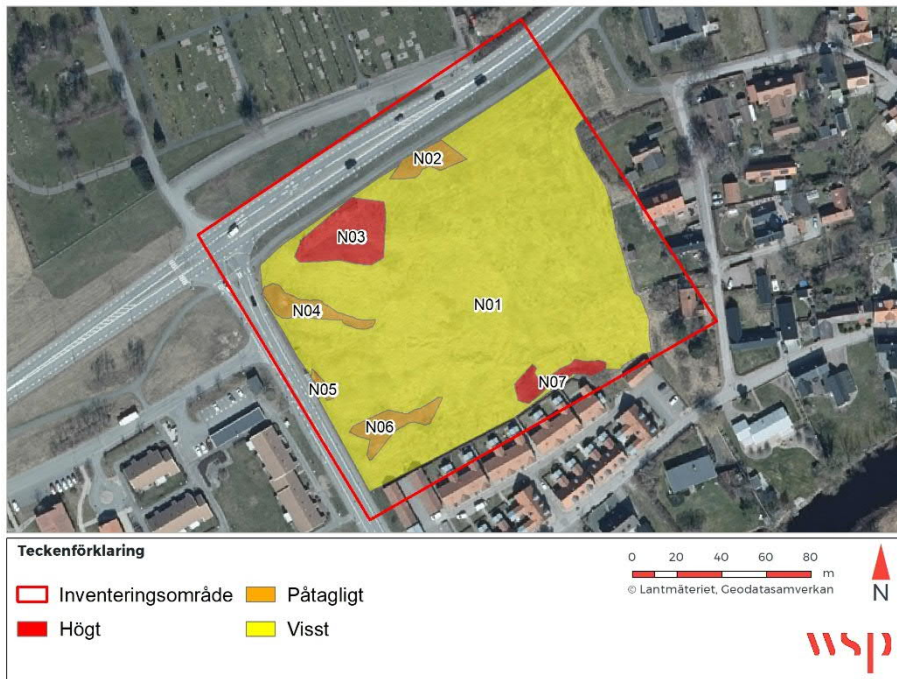 N02
N03
N01
N04
N05
N07
N06
Teckenförklaring
Inventeringsområde
Påtagligt
Högt
Visst
0 20 40 60 80
m
© Lantmäteriet, Geodatasamverkan
N
wsp